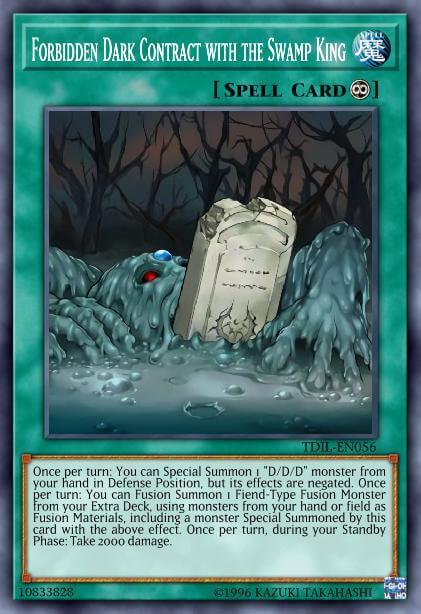 Forbidden Dark Contract with the Swamp King
SPELL
魔
[Spell Card]
TDIL-EN056
Once per turn: You can Special Summon 1 "D/D/D" monster from
your hand in Defense Position, but its effects are negated. Once
per turn: You can Fusion Summon 1 Fiend-Type Fusion Monster
from your Extra Deck, using monsters from your hand or field as
Fusion Materials, including a monster Special Summoned by this
card with the above effect. Once per turn, during your Standby
Phase: Take 2000 damage.
10833828
©1996 KAZUKI TAKAHASHI